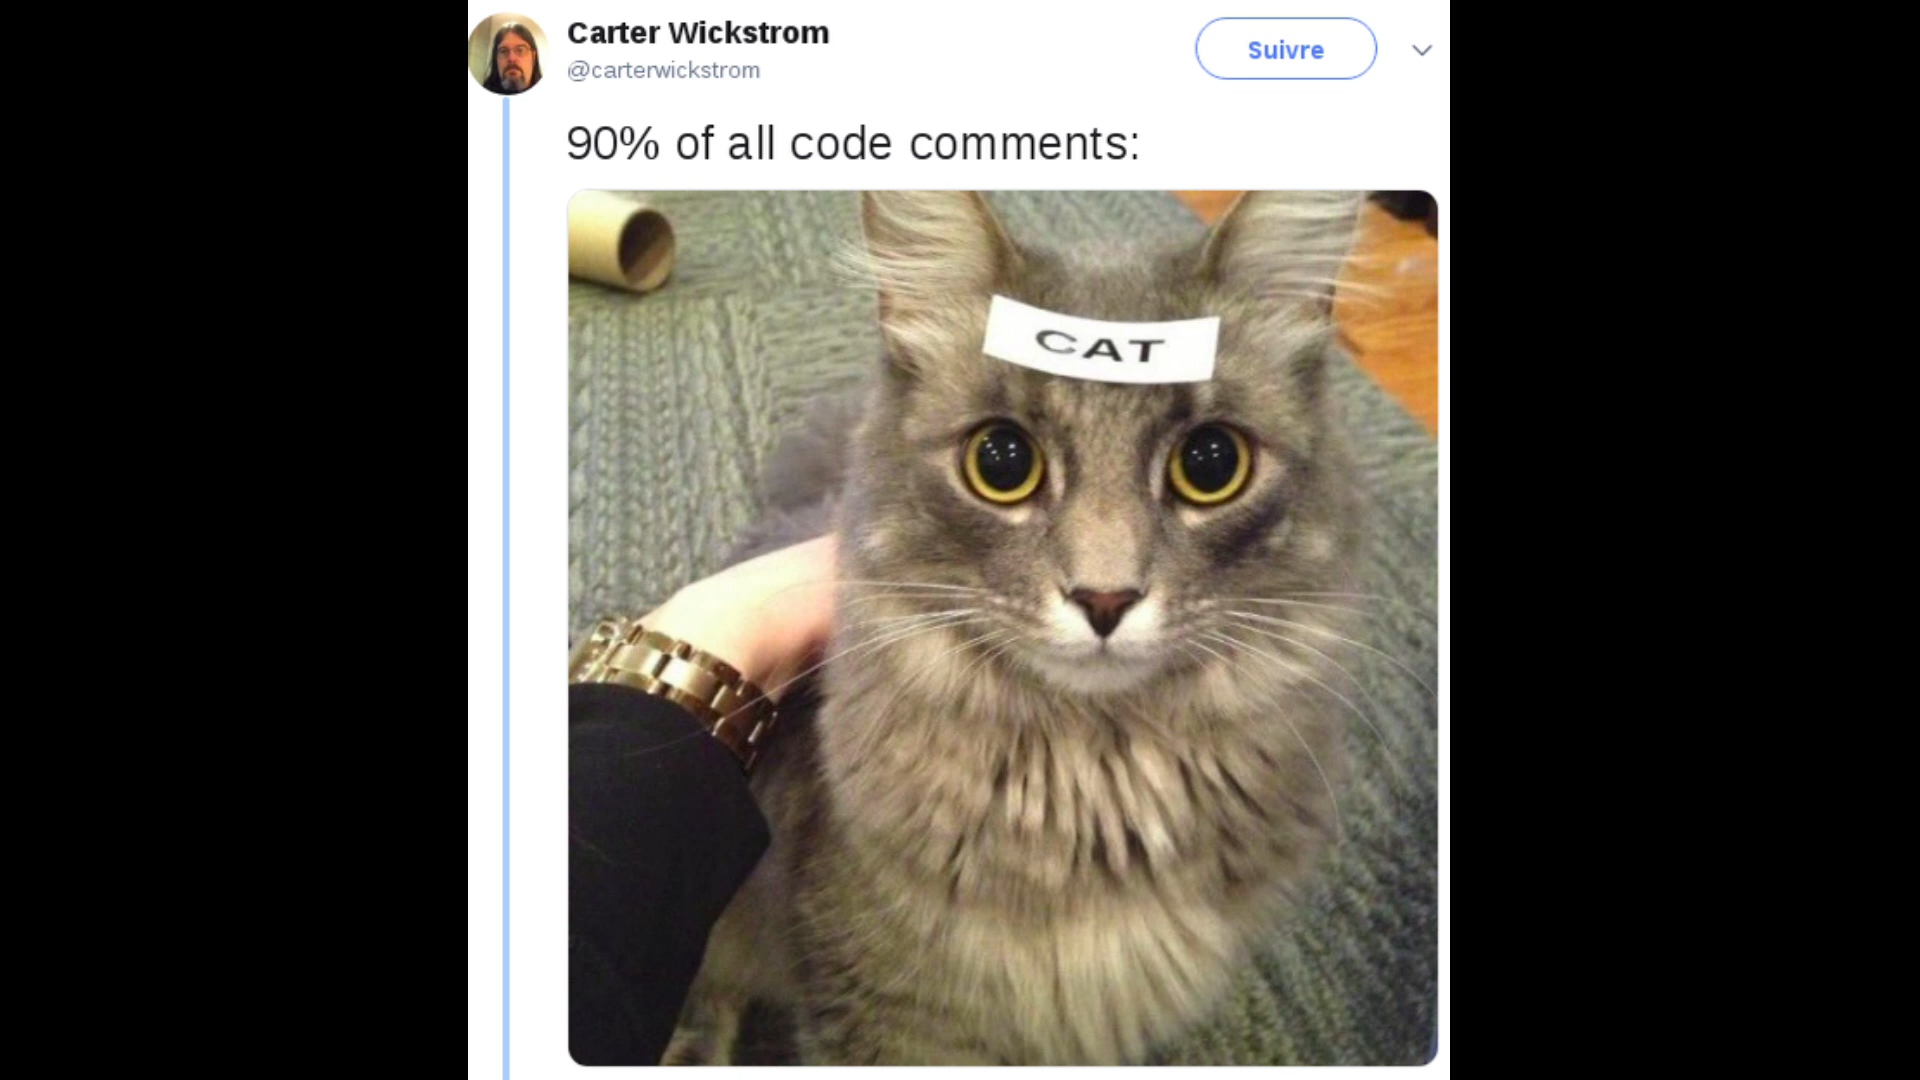 Carter Wickstrom
@carterwickstrom
Suivre
90% of all code comments:
CAT